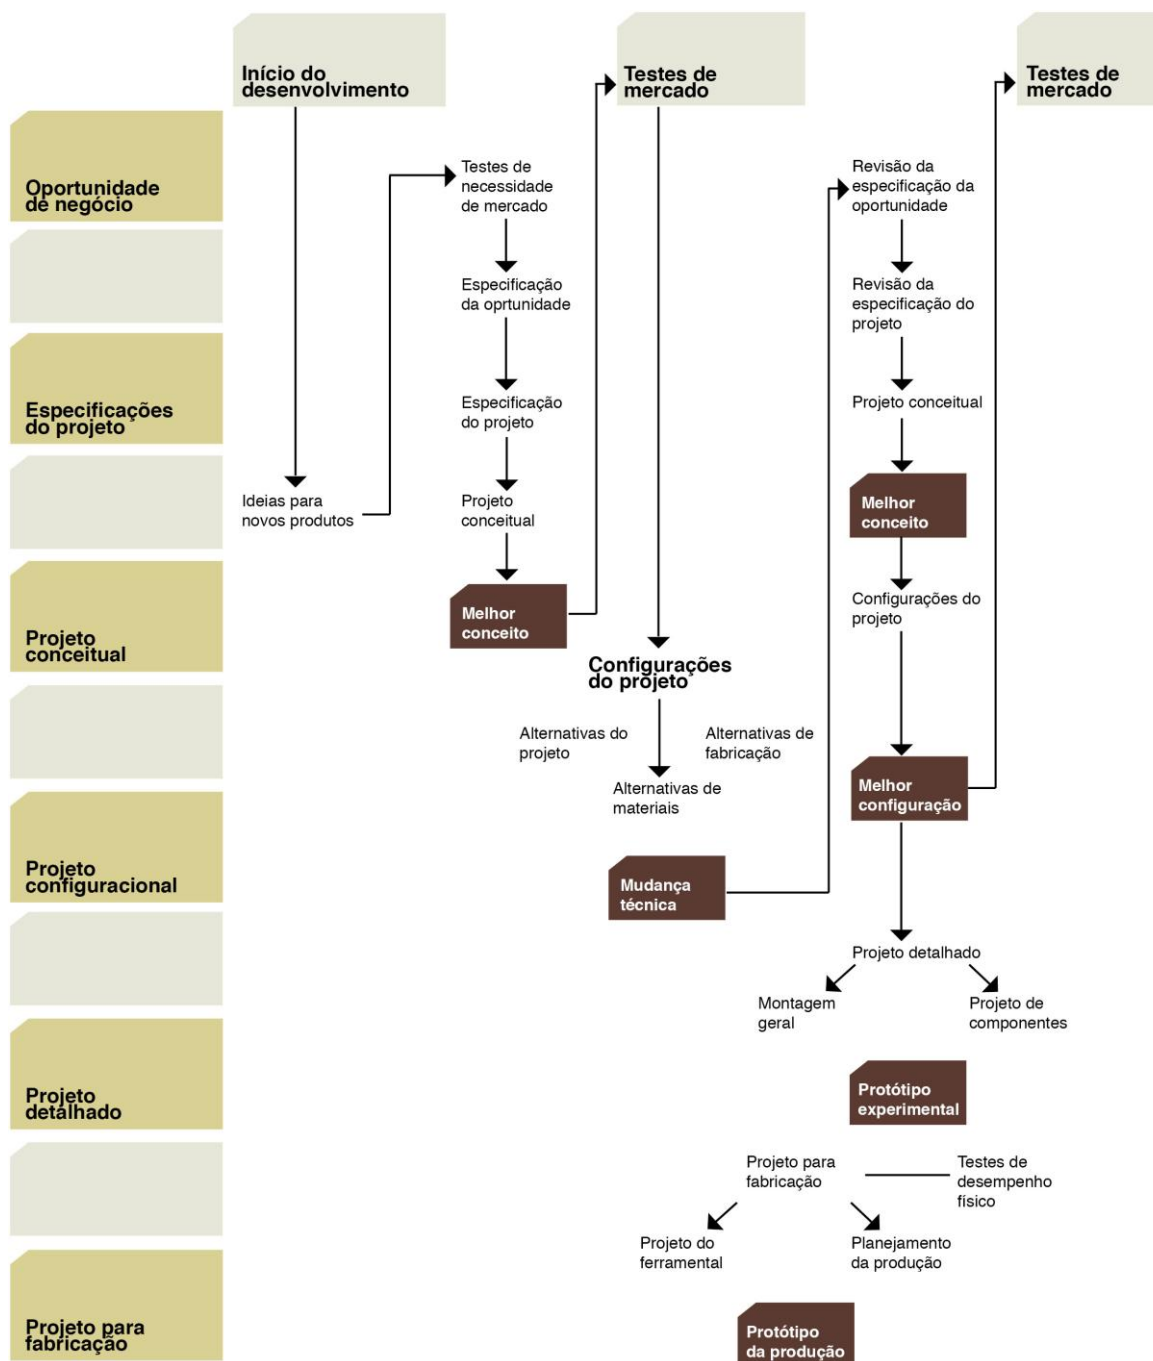 Início do
desenvolvimento
Testes de
mercado
Testes de
mercado
Oportunidade
de negócio
Especificações
do projeto
Projeto
conceitual
Projeto
configuracional
Projeto
detalhado
Projeto para
fabricação
Ideias para
novos produtos
Testes de
necessidade
de mercado
Especificação
da oprtunidade
Especificação
do projeto
Projeto
conceitual
Melhor
conceito
Configurações
do projeto
Alternativas do
projeto
Alternativas de
fabricação
Alternativas de
materiais
Mudança
técnica
Revisão da
especificação da
oportunidade
Revisão da
especificação do
projeto
Projeto conceitual
Melhor
conceito
Configurações do
projeto
Melhor
configuração
Projeto detalhado
Montagem
geral
Projeto de
componentes
Protótipo
experimental
Projeto para
fabricação
Testes de
desempenho
físico
Projeto do
ferramental
Planejamento
da produção
Protótipo
da produção